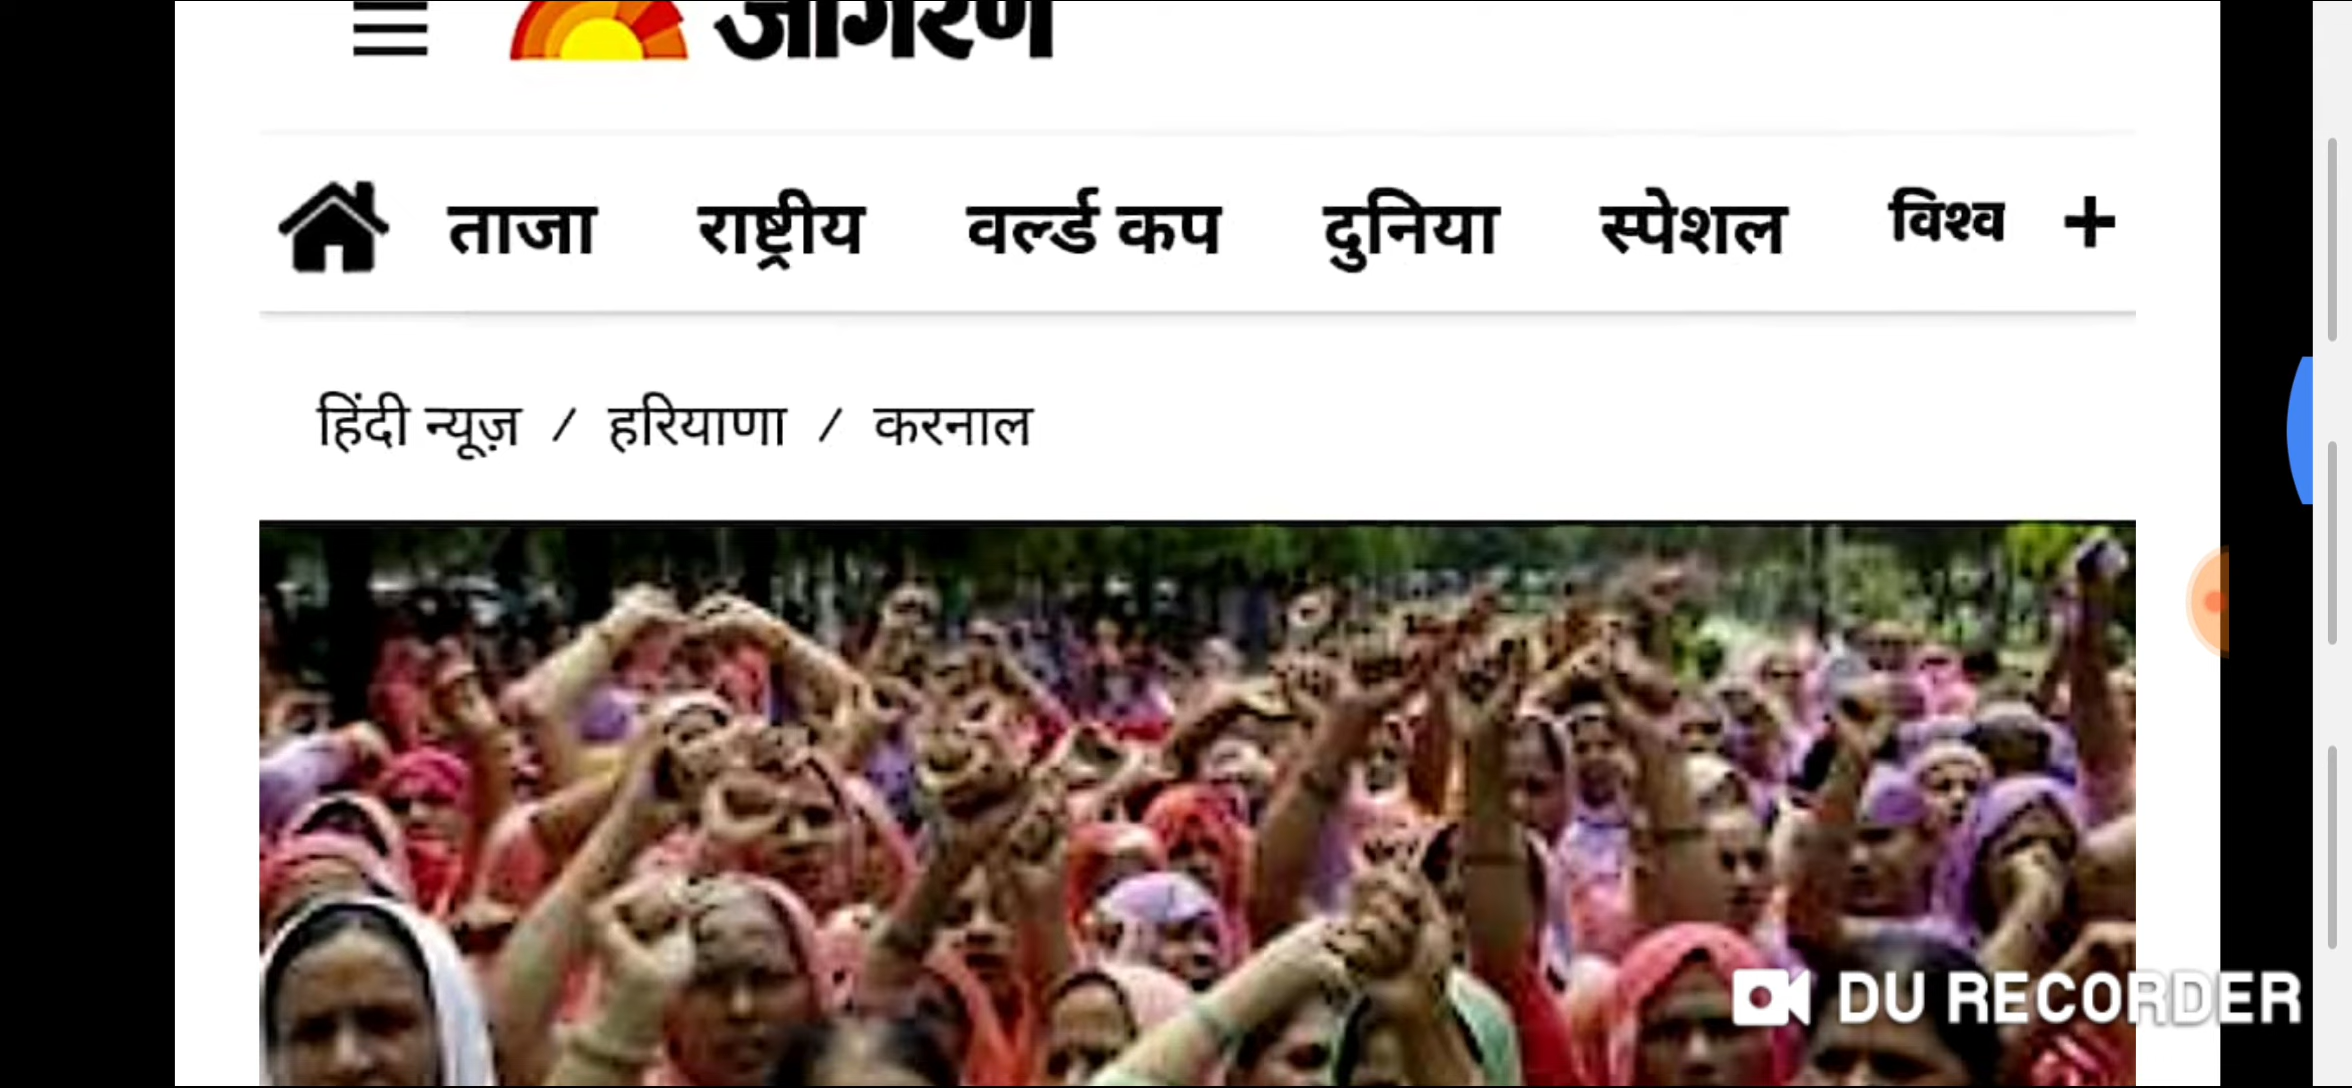 जागरण
ताजा राष्ट्रीय वर्ल्ड कप दुनिया स्पेशल विश्व +
हिंदी न्यूज़ / हरियाणा / करनाल
DU RECORDER